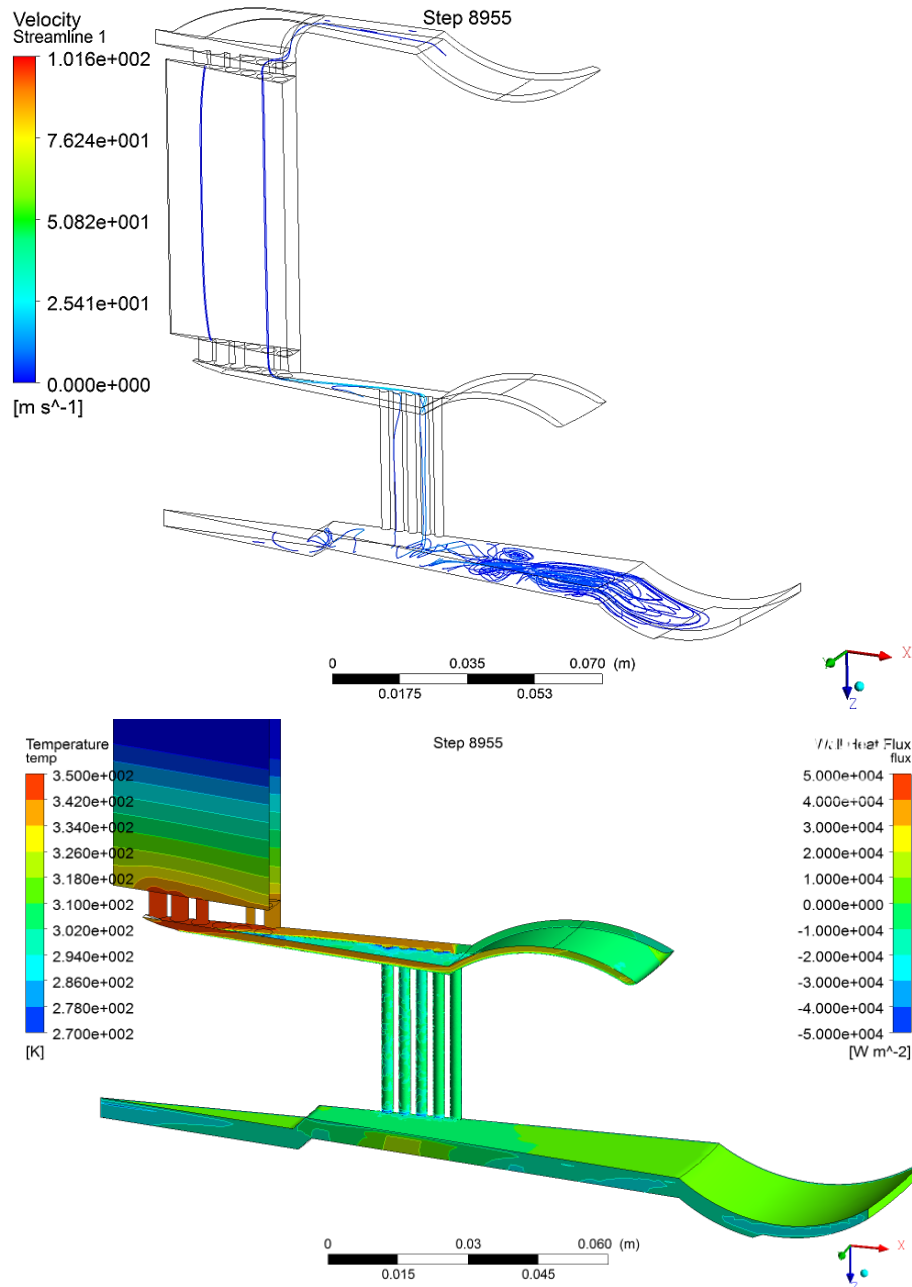 Velocity
Streamline 1
Step 8955
1.016e+002
7.624e+001
5.082e+001
2.541e+001
0.000e+000
[m s^-1]
0 0.035 0.070 (m)
0.0175 0.053
X
Y
Z
Temperature
temp
Step 8955
Wall Heat Flux
flux
3.500e+002
3.420e+002
3.340e+002
3.260e+002
3.180e+002
3.100e+002
3.020e+002
2.940e+002
2.860e+002
2.780e+002
2.700e+002
[K]
5.000e+004
4.000e+004
3.000e+004
2.000e+004
1.000e+004
0.000e+000
-1.000e+004
-2.000e+004
-3.000e+004
-4.000e+004
-5.000e+004
[W m^-2]
0 0.03 0.060 (m)
0.015 0.045
X
Z